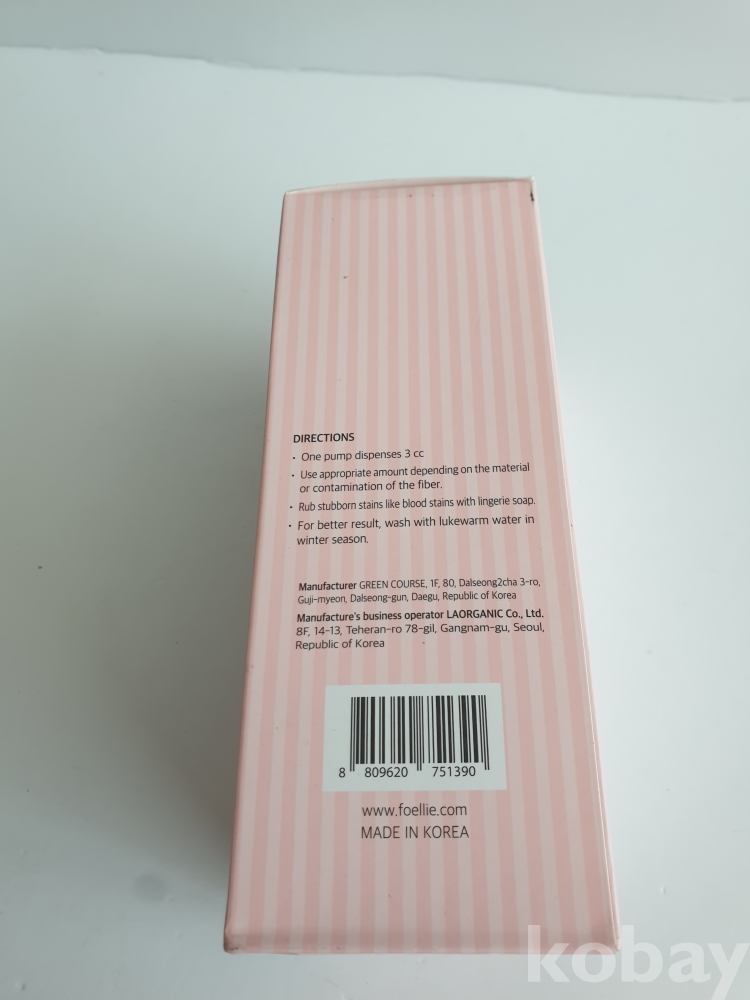 DIRECTIONS
· One pump dispenses 3 cc
· Use appropriate amount depending on the material
or contamination of the fiber.
· Rub stubborn stains like blood stains with lingerie soap.
· For better result, wash with lukewarm water in
winter season.
Manufacturer GREEN COURSE, 1F, 80, Dalseong2cha 3-ro,
Guji-myeon, Dalseong-gun, Daegu, Republic of Korea
Manufacture's business operator LAORGANIC Co., Ltd.
8F, 14-13, Teheran-ro 78-gil, Gangnam-gu, Seoul,
Republic of Korea
8 809620 751390
www.foellie.com
MADE IN KOREA
kobay